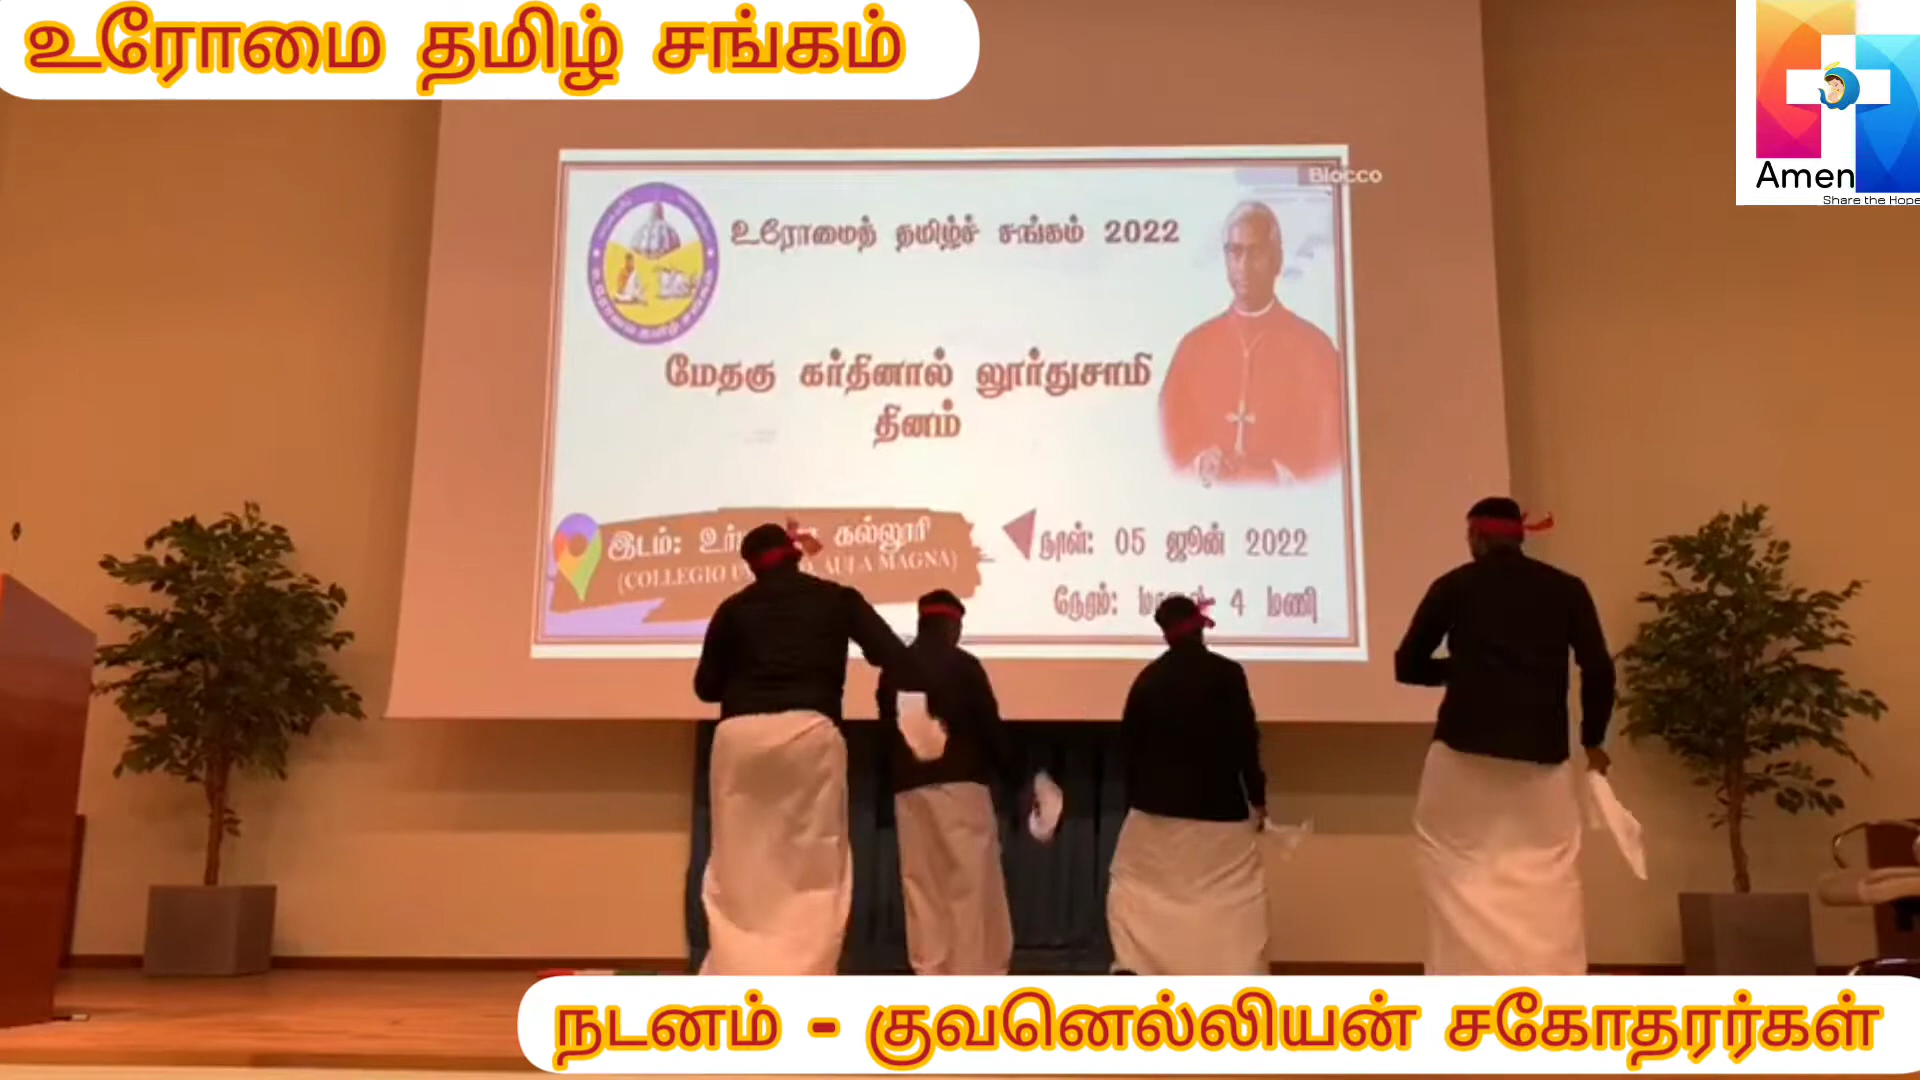 உரோமை தமிழ் சங்கம்
Amen
Share the Hope
Blocco
உரோமைத் தமிழ்ச் சங்கம் 2022
மேதகு கர்தினால் லூர்துசாமி
தினம்
இடம்: கல்லூரி
(COLLEGIO AULA MAGNA)
நாள்: 05 ஜூன் 2022
நேரம்: 4 மணி
நடனம் - குவனெல்லியன் சகோதரர்கள்